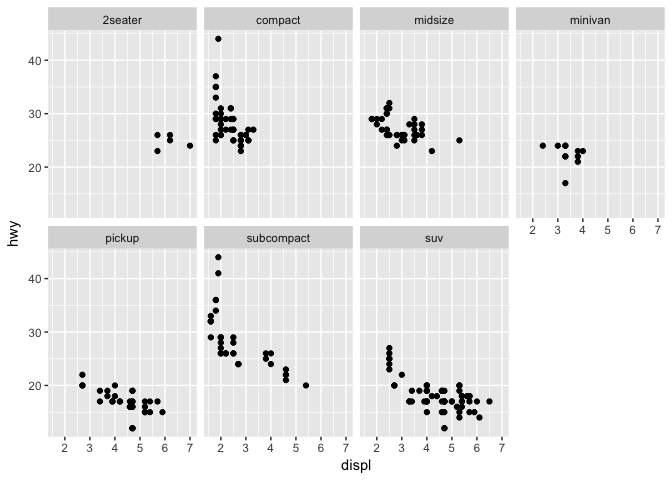 2seater compact midsize minivan
40
30
20
2 3 4 5 6 7
pickup subcompact suv
40
30
20
2 3 4 5 6 7 2 3 4 5 6 7 2 3 4 5 6 7
displ
hwy